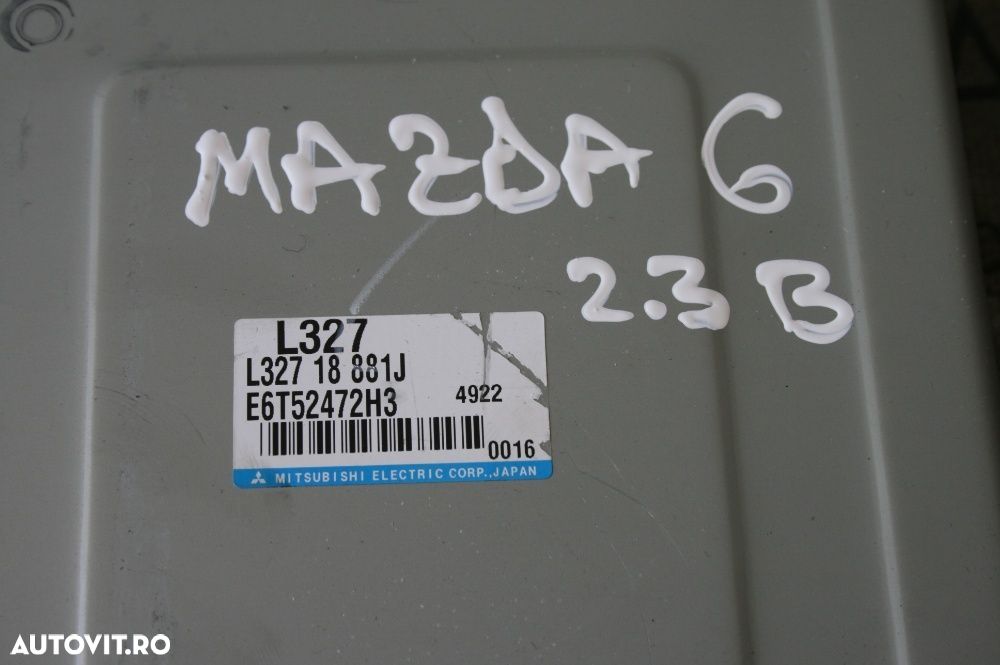 MAZDA 6
2.3 B
L327
L327 18 881J
E6T52472H3 4922
0016
MITSUBISHI ELECTRIC CORP.,JAPAN
AUTOVIT.RO